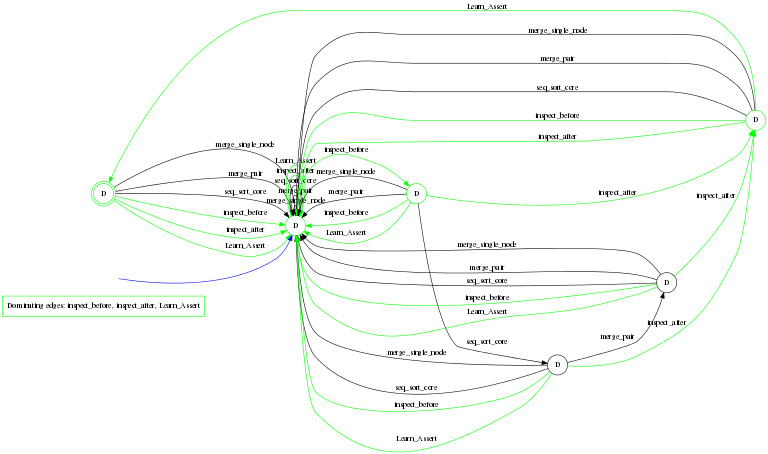 Learn_Assert
merge_single_node
merge_pair
seq_sort_core
inspect_before
inspect_after
merge_single_node
inspect_before
Learn_Assert
inspect_after
merge_single_node
merge_pair
seq_sort_core
seq_sort_core
merge_pair
merge_pair
inspect_after
inspect_after
D
D
D
merge_single_node
inspect_before
inspect_before
inspect_after
Learn_Assert
Learn_Assert
D
D
merge_single_node
merge_pair
seq_sort_core
D
inspect_before
Dominating edges: inspect_before, inspect_after, Learn_Assert
Learn_Assert
inspect_after
merge_pair
seq_sort_core
merge_single_node
D
seq_sort_core
inspect_before
Learn_Assert